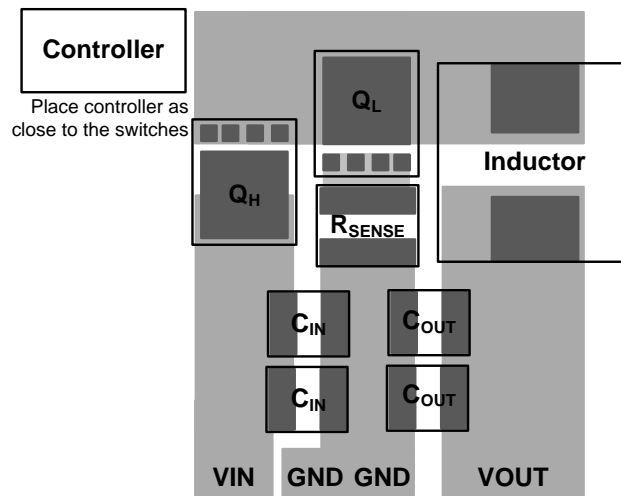 Controller
Place controller as
close to the switches
QL
Inductor
QH
RSENSE
CIN
COUT
CIN
COUT
VIN
GND
GND
VOUT